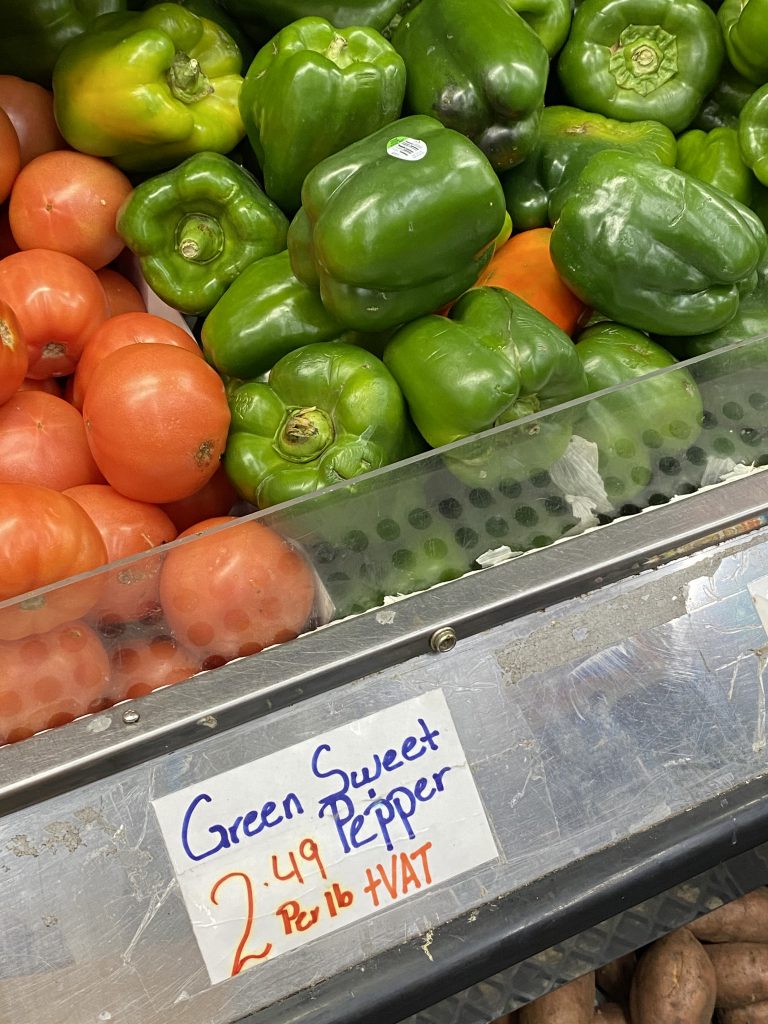 Green Sweet
Pepper
2.49
Per lb +VAT